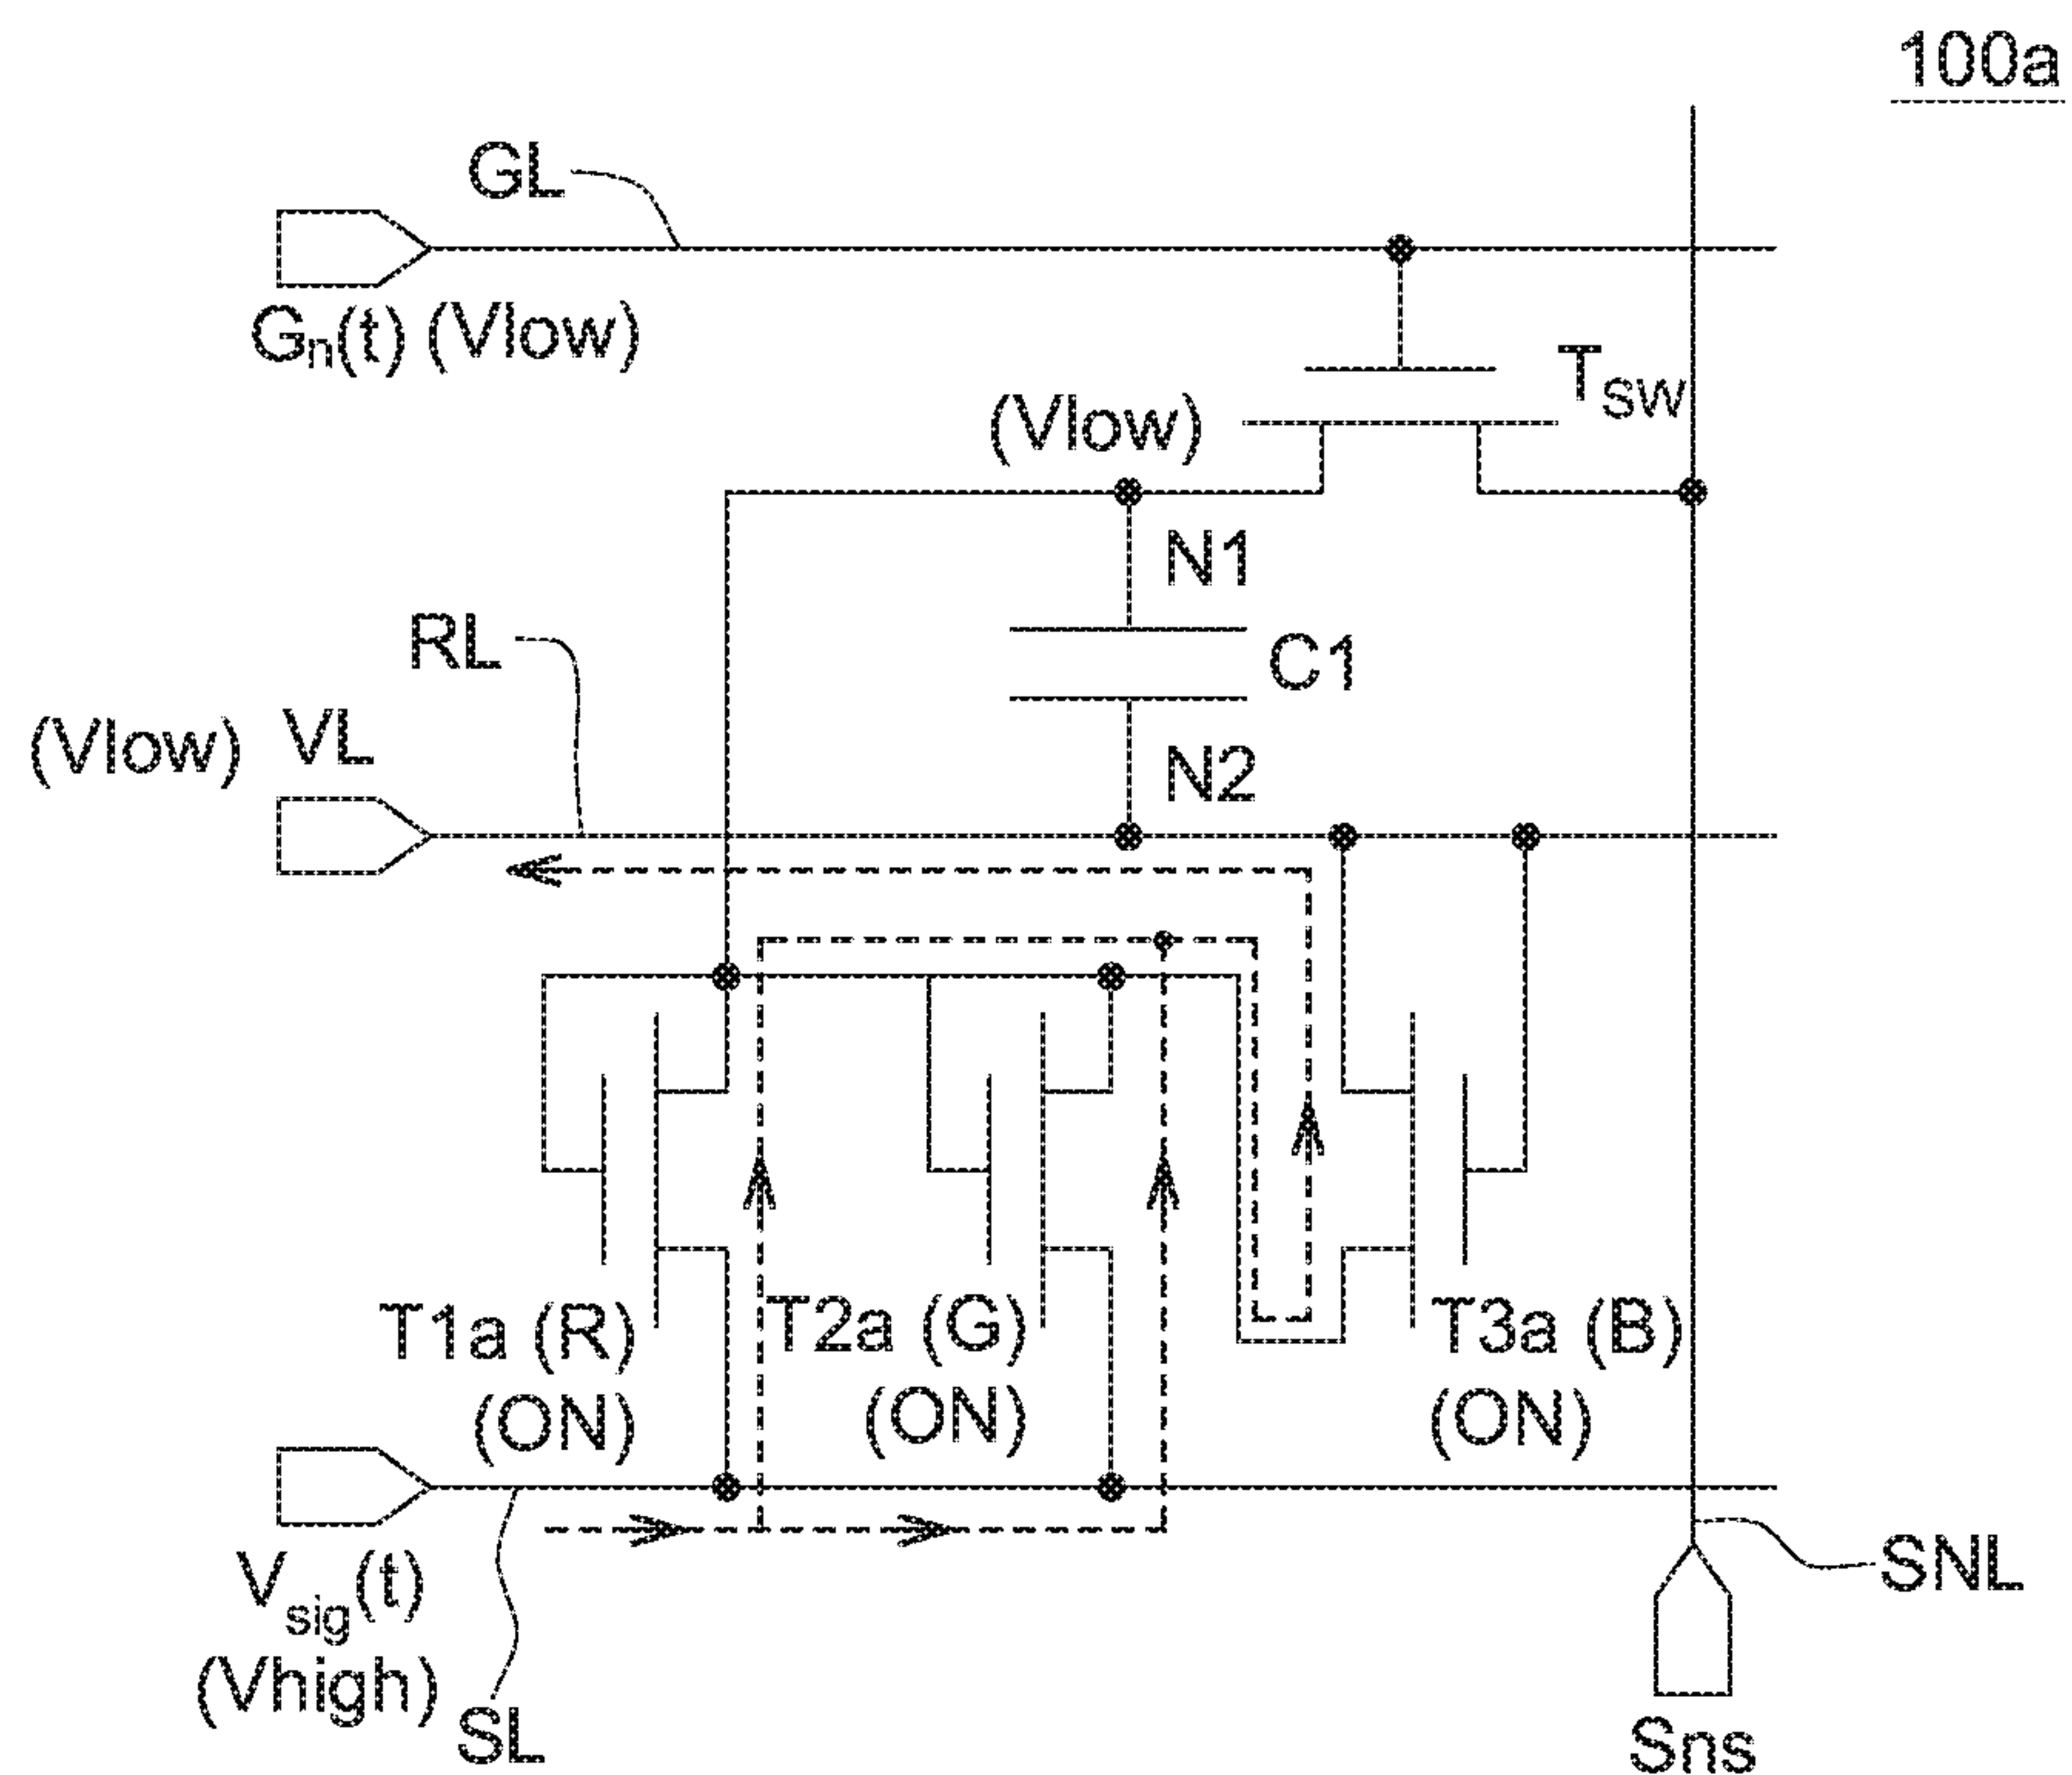 100a
GL
Gn(t) (Vlow)
TSW
(Vlow)
N1
RL
C1
(Vlow) VL
N2
T1a (R)
(ON)
T2a (G)
(ON)
T3a (B)
(ON)
Vsig(t)
(Vhigh)
SL
SNL
Sns